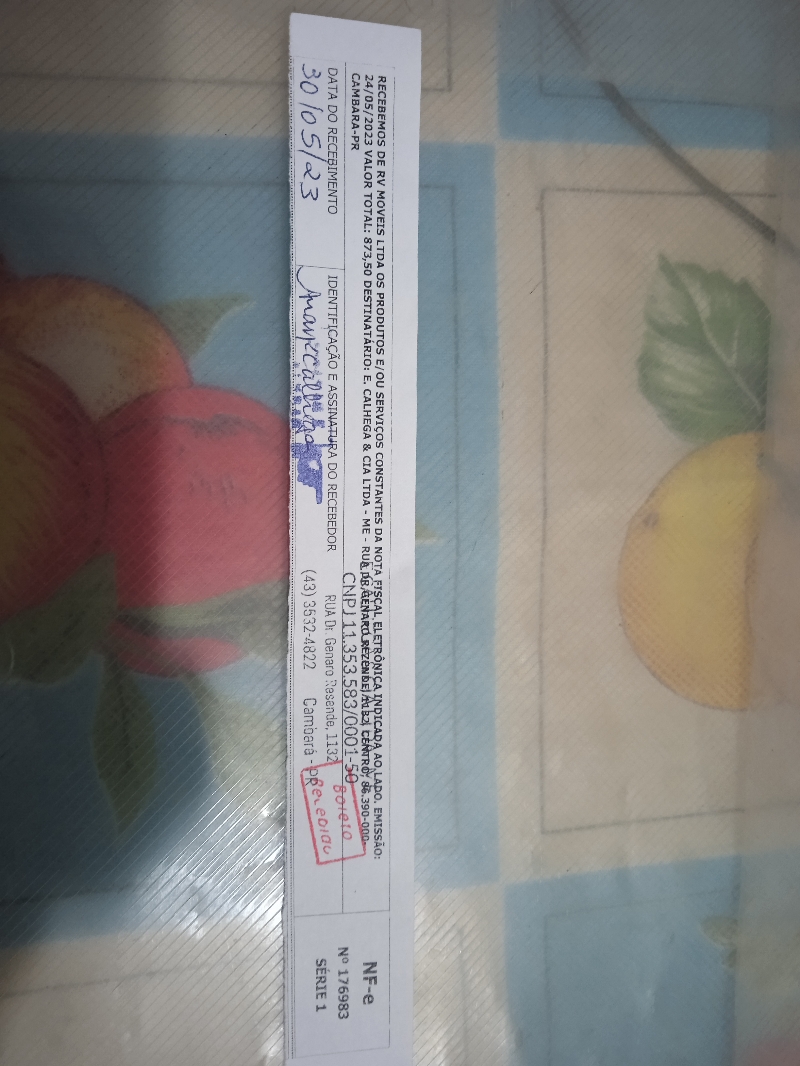 RECEBEMOS DE RV MOVEIS LTDA OS PRODUTOS E/OU SERVIÇOS CONSTANTES DA NOTA FISCAL ELETRÔNICA INDICADA AO LADO. EMISSÃO:
24/05/2023 VALOR TOTAL: 873,50 DESTINATÁRIO: E. CALHEGA & CIA LTDA - ME - RUA DR GENARO REZENDE, 1132, CENTRO, 86.390-000-
CAMBARA-PR
CNPJ 11.353.583/0001-50
DATA DO RECEBIMENTO
30/05/23
IDENTIFICAÇÃO E ASSINATURA DO RECEBEDOR
RUA Dr. Genaro Resende, 1132
(43) 3532-4822 Cambará - PR
BOLETO
NF-e
Nº 176983
SÉRIE 1